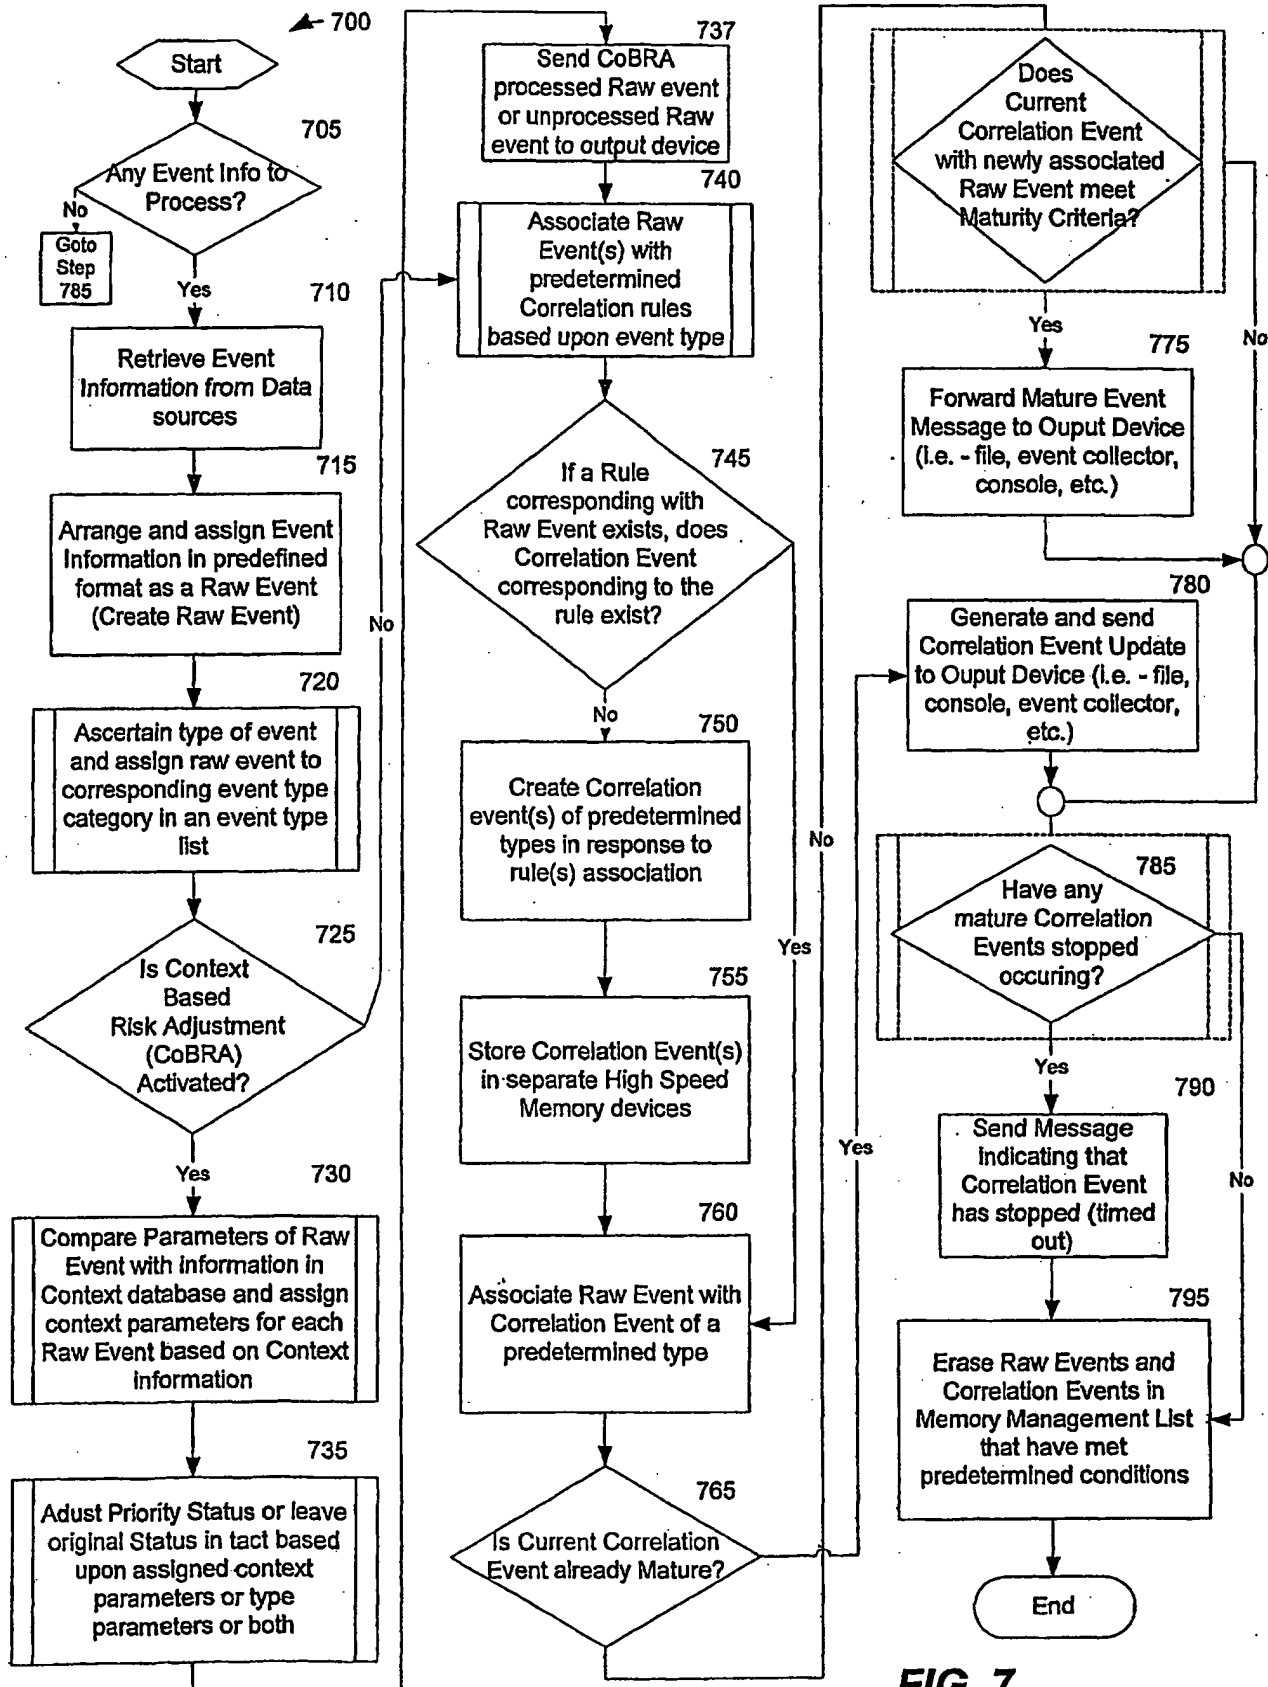 700
Start
705
Any Event Info to
Process?
No
Goto
Step
785
Yes
710
Retrieve Event
Information from Data
sources
715
Arrange and assign Event
Information in predefined
format as a Raw Event
(Create Raw Event)
720
Ascertain type of event
and assign raw event to
corresponding event type
category in an event type
list
725
Is Context
Based
Risk Adjustment
(CoBRA)
Activated?
No
Yes
730
Compare Parameters of Raw
Event with information in
Context database and assign
context parameters for each
Raw Event based on Context
information
735
Adust Priority Status or leave
original Status in tact based
upon assigned context
parameters or type
parameters or both
737
Send CoBRA
processed Raw event
or unprocessed Raw
event to output device
740
Associate Raw
Event(s) with
predetermined
Correlation rules
based upon event type
745
If a Rule
corresponding with
Raw Event exists, does
Correlation Event
corresponding to the
rule exist?
No
Yes
750
Create Correlation
event(s) of predetermined
types in response to
rule(s) association
755
Store Correlation Event(s)
in separate High Speed
Memory devices
760
Associate Raw Event with
Correlation Event of a
predetermined type
765
Is Current Correlation
Event already Mature?
No
Yes
Does
Current
Correlation Event
with newly associated
Raw Event meet
Maturity Criteria?
Yes
No
775
Forward Mature Event
Message to Ouput Device
(i.e. - file, event collector,
console, etc.)
780
Generate and send
Correlation Event Update
to Ouput Device (i.e. - file,
console, event collector,
etc.)
785
Have any
mature Correlation
Events stopped
occuring?
Yes
No
790
Send Message
indicating that
Correlation Event
has stopped (timed
out)
795
Erase Raw Events and
Correlation Events in
Memory Management List
that have met
predetermined conditions
End
FIG. 7